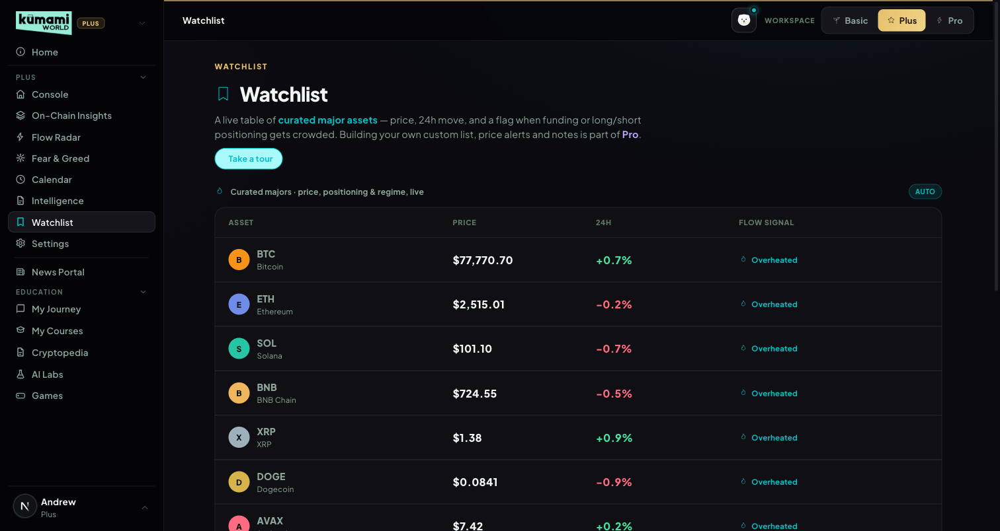 kumami
WORLD
PLUS
Home
PLUS
Console
On-Chain Insights
Flow Radar
Fear & Greed
Calendar
Intelligence
Watchlist
Settings
News Portal
EDUCATION
My Journey
My Courses
Cryptopedia
AI Labs
Games
N
Andrew
Plus
Watchlist
WORKSPACE
Basic
Plus
Pro
WATCHLIST
Watchlist
A live table of curated major assets — price, 24h move, and a flag when funding or long/short
positioning gets crowded. Building your own custom list, price alerts and notes is part of Pro.
Take a tour
Curated majors · price, positioning & regime, live
AUTO
ASSET PRICE 24H FLOW SIGNAL
B BTC $77,770.70 +0.7% Overheated
Bitcoin
E ETH $2,515.01 -0.2% Overheated
Ethereum
S SOL $101.10 -0.7% Overheated
Solana
B BNB $724.55 -0.5% Overheated
BNB Chain
X XRP $1.38 +0.9% Overheated
XRP
D DOGE $0.0841 -0.9% Overheated
Dogecoin
A AVAX $7.42 +0.2% Overheated